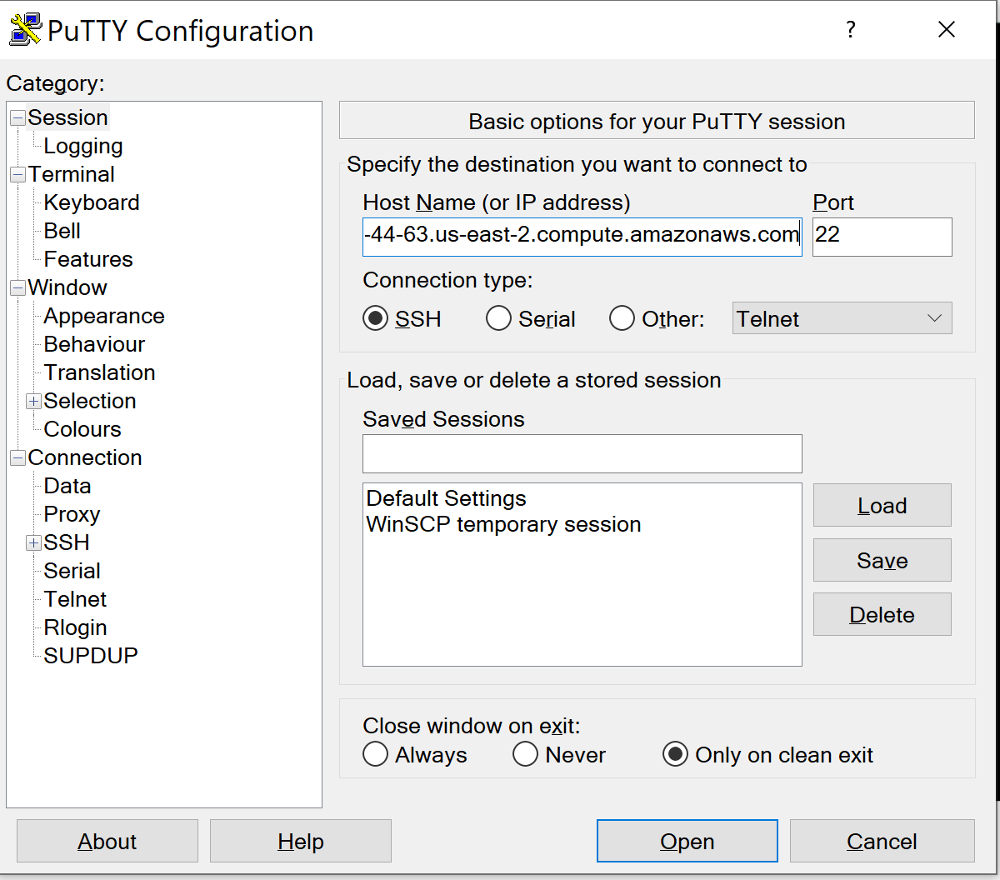 PuTTY Configuration
?
Category:
Session
Logging
Terminal
Keyboard
Bell
Features
Window
Appearance
Behaviour
Translation
Selection
Colours
Connection
Data
Proxy
SSH
Serial
Telnet
Rlogin
SUPDUP
Basic options for your PuTTY session
Specify the destination you want to connect to
Host Name (or IP address) Port
-44-63.us-east-2.compute.amazonaws.com 22
Connection type:
SSH Serial Other: Telnet
Load, save or delete a stored session
Saved Sessions
Default Settings
WinSCP temporary session
Load
Save
Delete
Close window on exit:
Always Never Only on clean exit
About Help Open Cancel